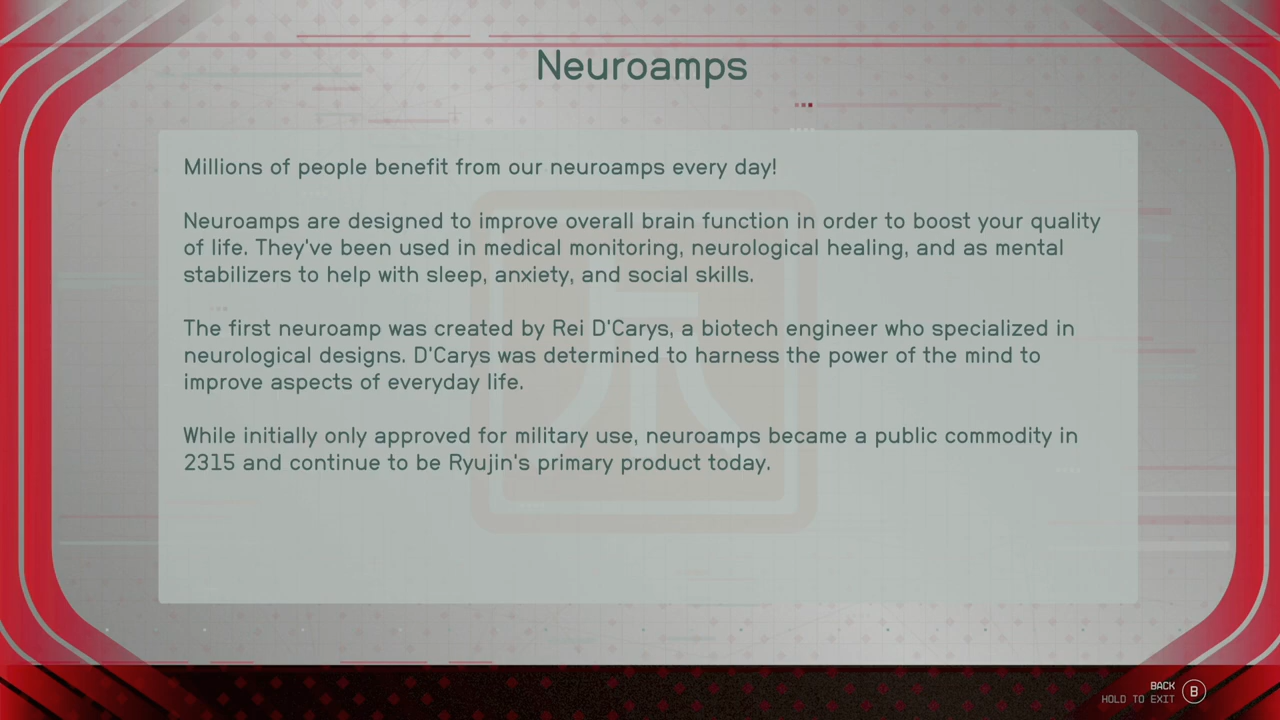 Neuroamps
Millions of people benefit from our neuroamps every day!
Neuroamps are designed to improve overall brain function in order to boost your quality
of life. They've been used in medical monitoring, neurological healing, and as mental
stabilizers to help with sleep, anxiety, and social skills.
The first neuroamp was created by Rei D'Carys, a biotech engineer who specialized in
neurological designs. D'Carys was determined to harness the power of the mind to
improve aspects of everyday life.
While initially only approved for military use, neuroamps became a public commodity in
2315 and continue to be Ryujin's primary product today.
BACK
HOLD TO EXIT
B